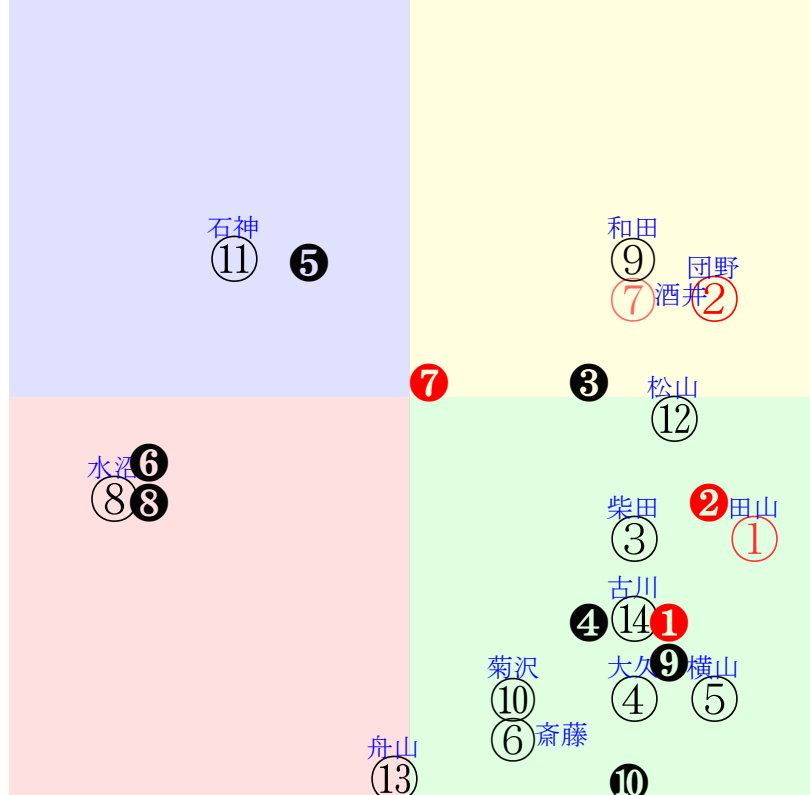 石神
和田
⑪
❺
⑨
団野
⑦
酒井
②
❼
❸
松山
⑫
水沼
❻
⑧
❽
柴田
❷
田山
③
①
古川
❹
⑭
❶
菊沢
大久
❾
横山
⑩
④
⑤
⑥
斎藤
舟山
⑬
❿